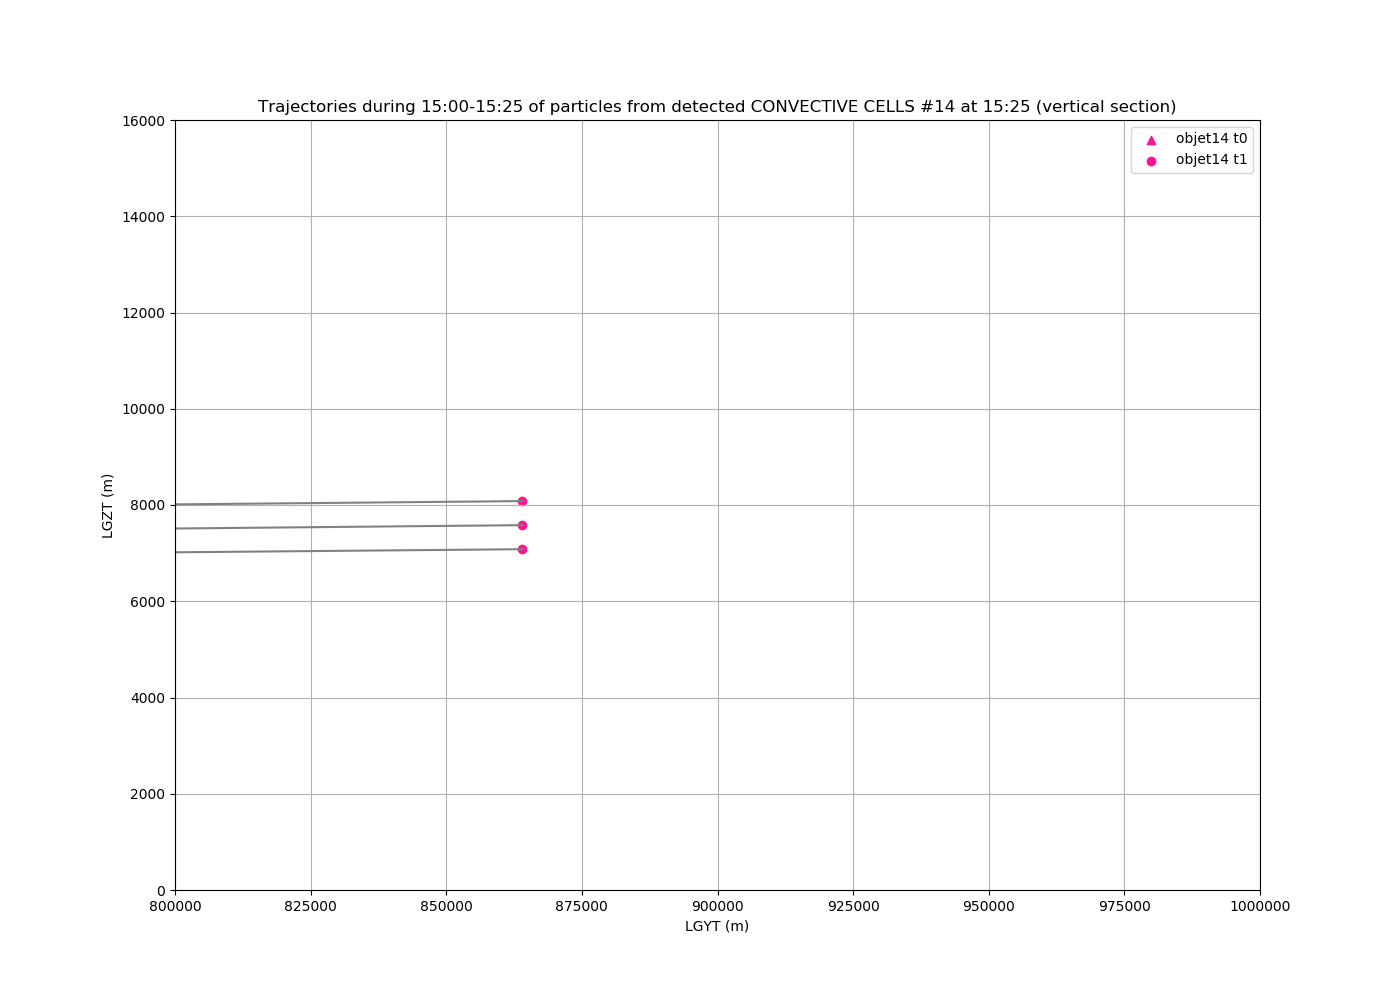 Trajectories during 15:00-15:25 of particles from detected CONVECTIVE CELLS #14 at 15:25 (vertical section)
16000
objet14 t0
objet14 t1
14000
12000
10000
LGZT (m)
8000
6000
4000
2000
0
800000 825000 850000 875000 900000 925000 950000 975000 1000000
LGYT (m)